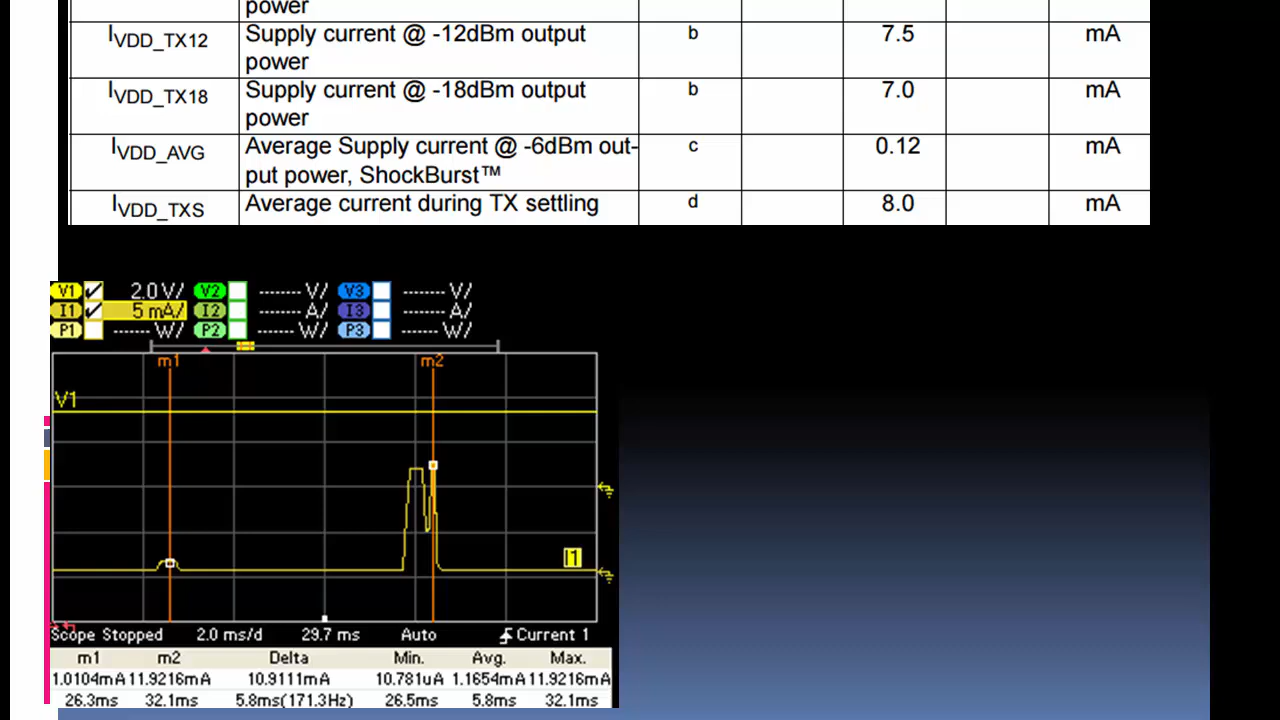 power
IVDD_TX12 Supply current @ -12dBm output b 7.5 mA
power
IVDD_TX18 Supply current @ -18dBm output b 7.0 mA
power
IVDD_AVG Average Supply current @ -6dBm out- c 0.12 mA
put power, ShockBurst™
IVDD_TXS Average current during TX settling d 8.0 mA
V1 2.0 V/ V2 ------ V/ V3 ------ V/
I1 5 mA/ I2 ------ A/ I3 ------ A/
P1 ------ W/ P2 ------ W/ P3 ------ W/
m1 m2
V1
I1
Scope Stopped 2.0 ms/d 29.7 ms Auto Current 1
m1 m2 Delta Min. Avg. Max.
1.0104mA 11.9216mA 10.9111mA 10.781uA 1.1654mA 11.9216mA
26.3ms 32.1ms 5.8ms(171.3Hz) 26.5ms 5.8ms 32.1ms